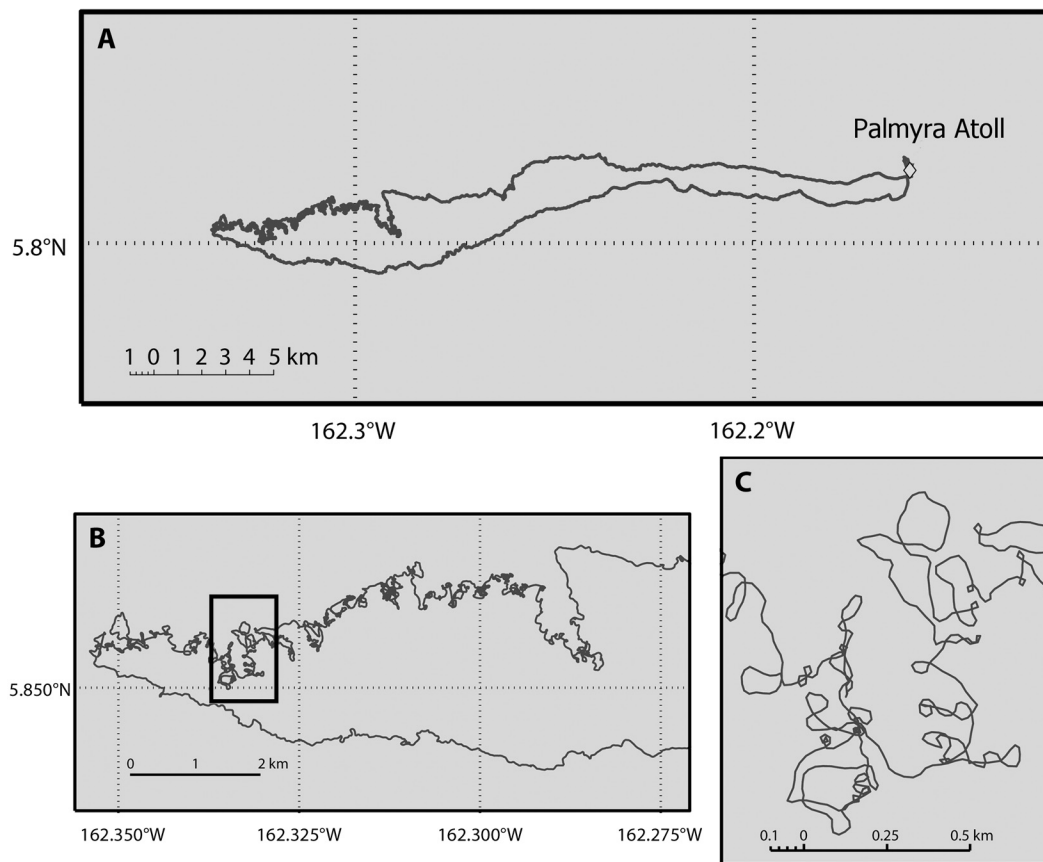 A
Palmyra Atoll
5.8°N
1 0 1 2 3 4 5 km
162.3°W 162.2°W
B
5.850°N
0 1 2 km
162.350°W 162.325°W 162.300°W 162.275°W
C
0.1 0 0.25 0.5 km